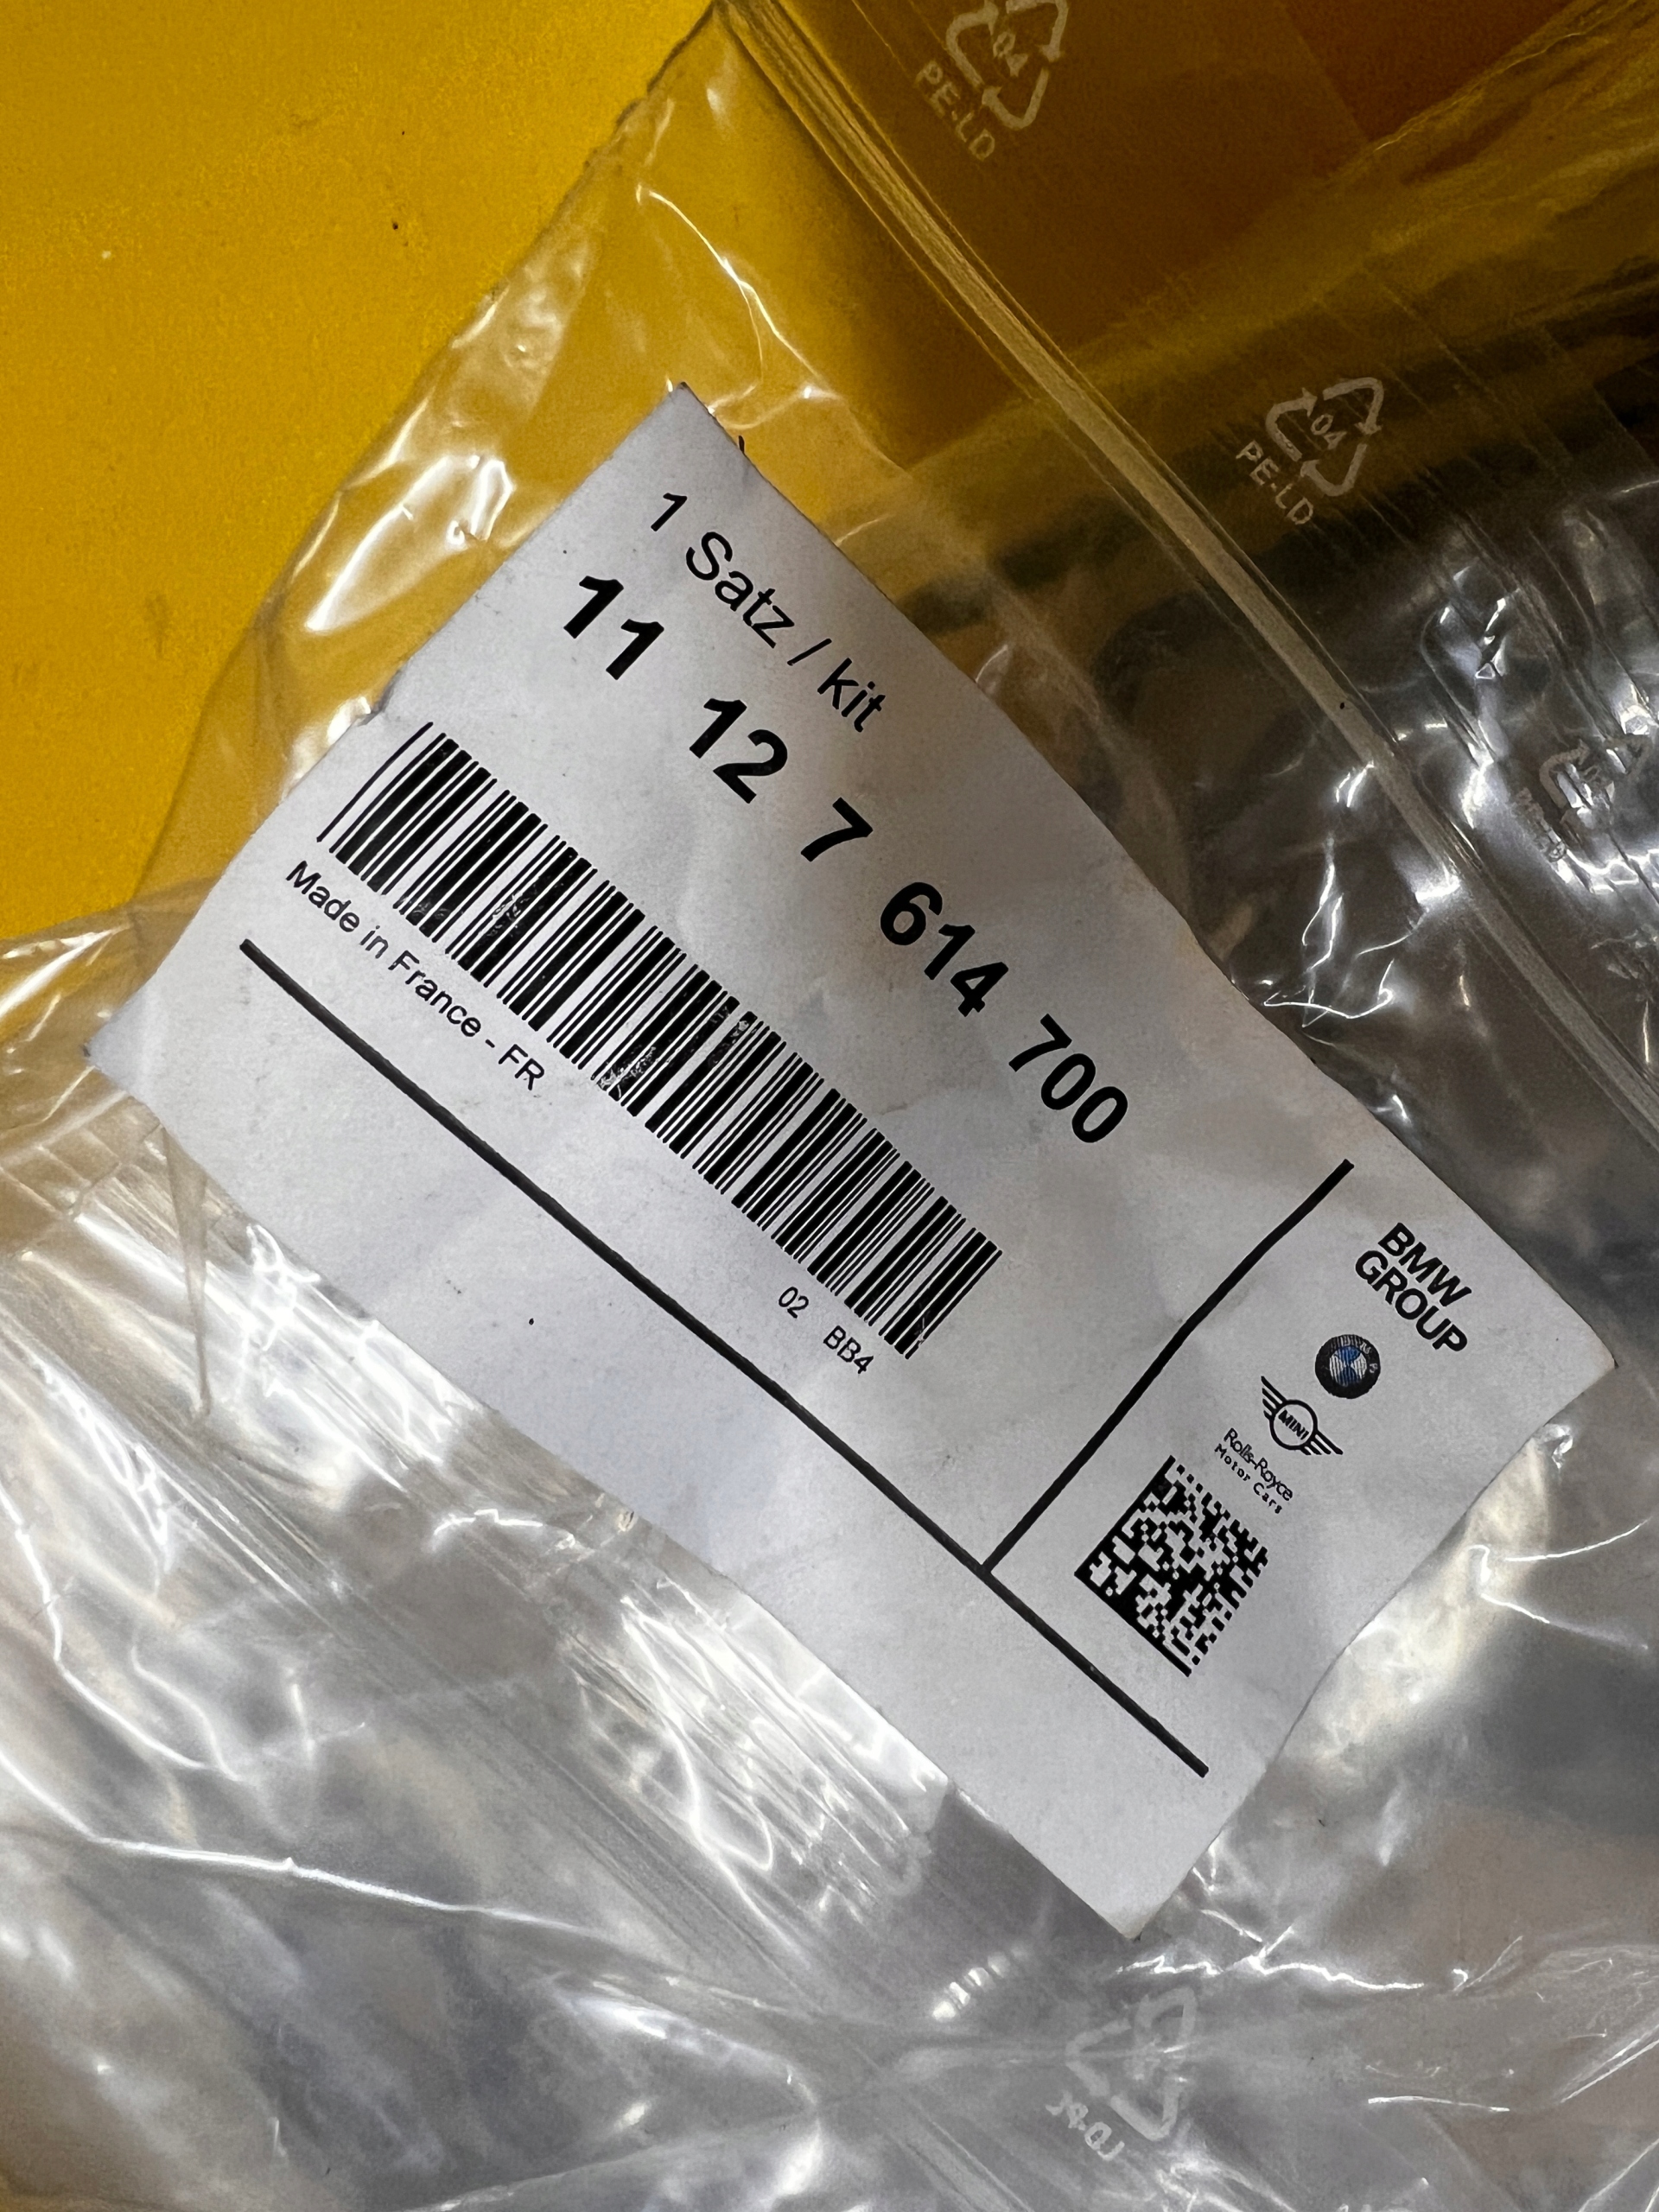 1 Satz / kit
11 12 7 614 700
Made in France - FR
02 BB4
BMW
GROUP
BMW
MINI
Rolls-Royce
Motor Cars
04
PE-LD
04
PE-LD